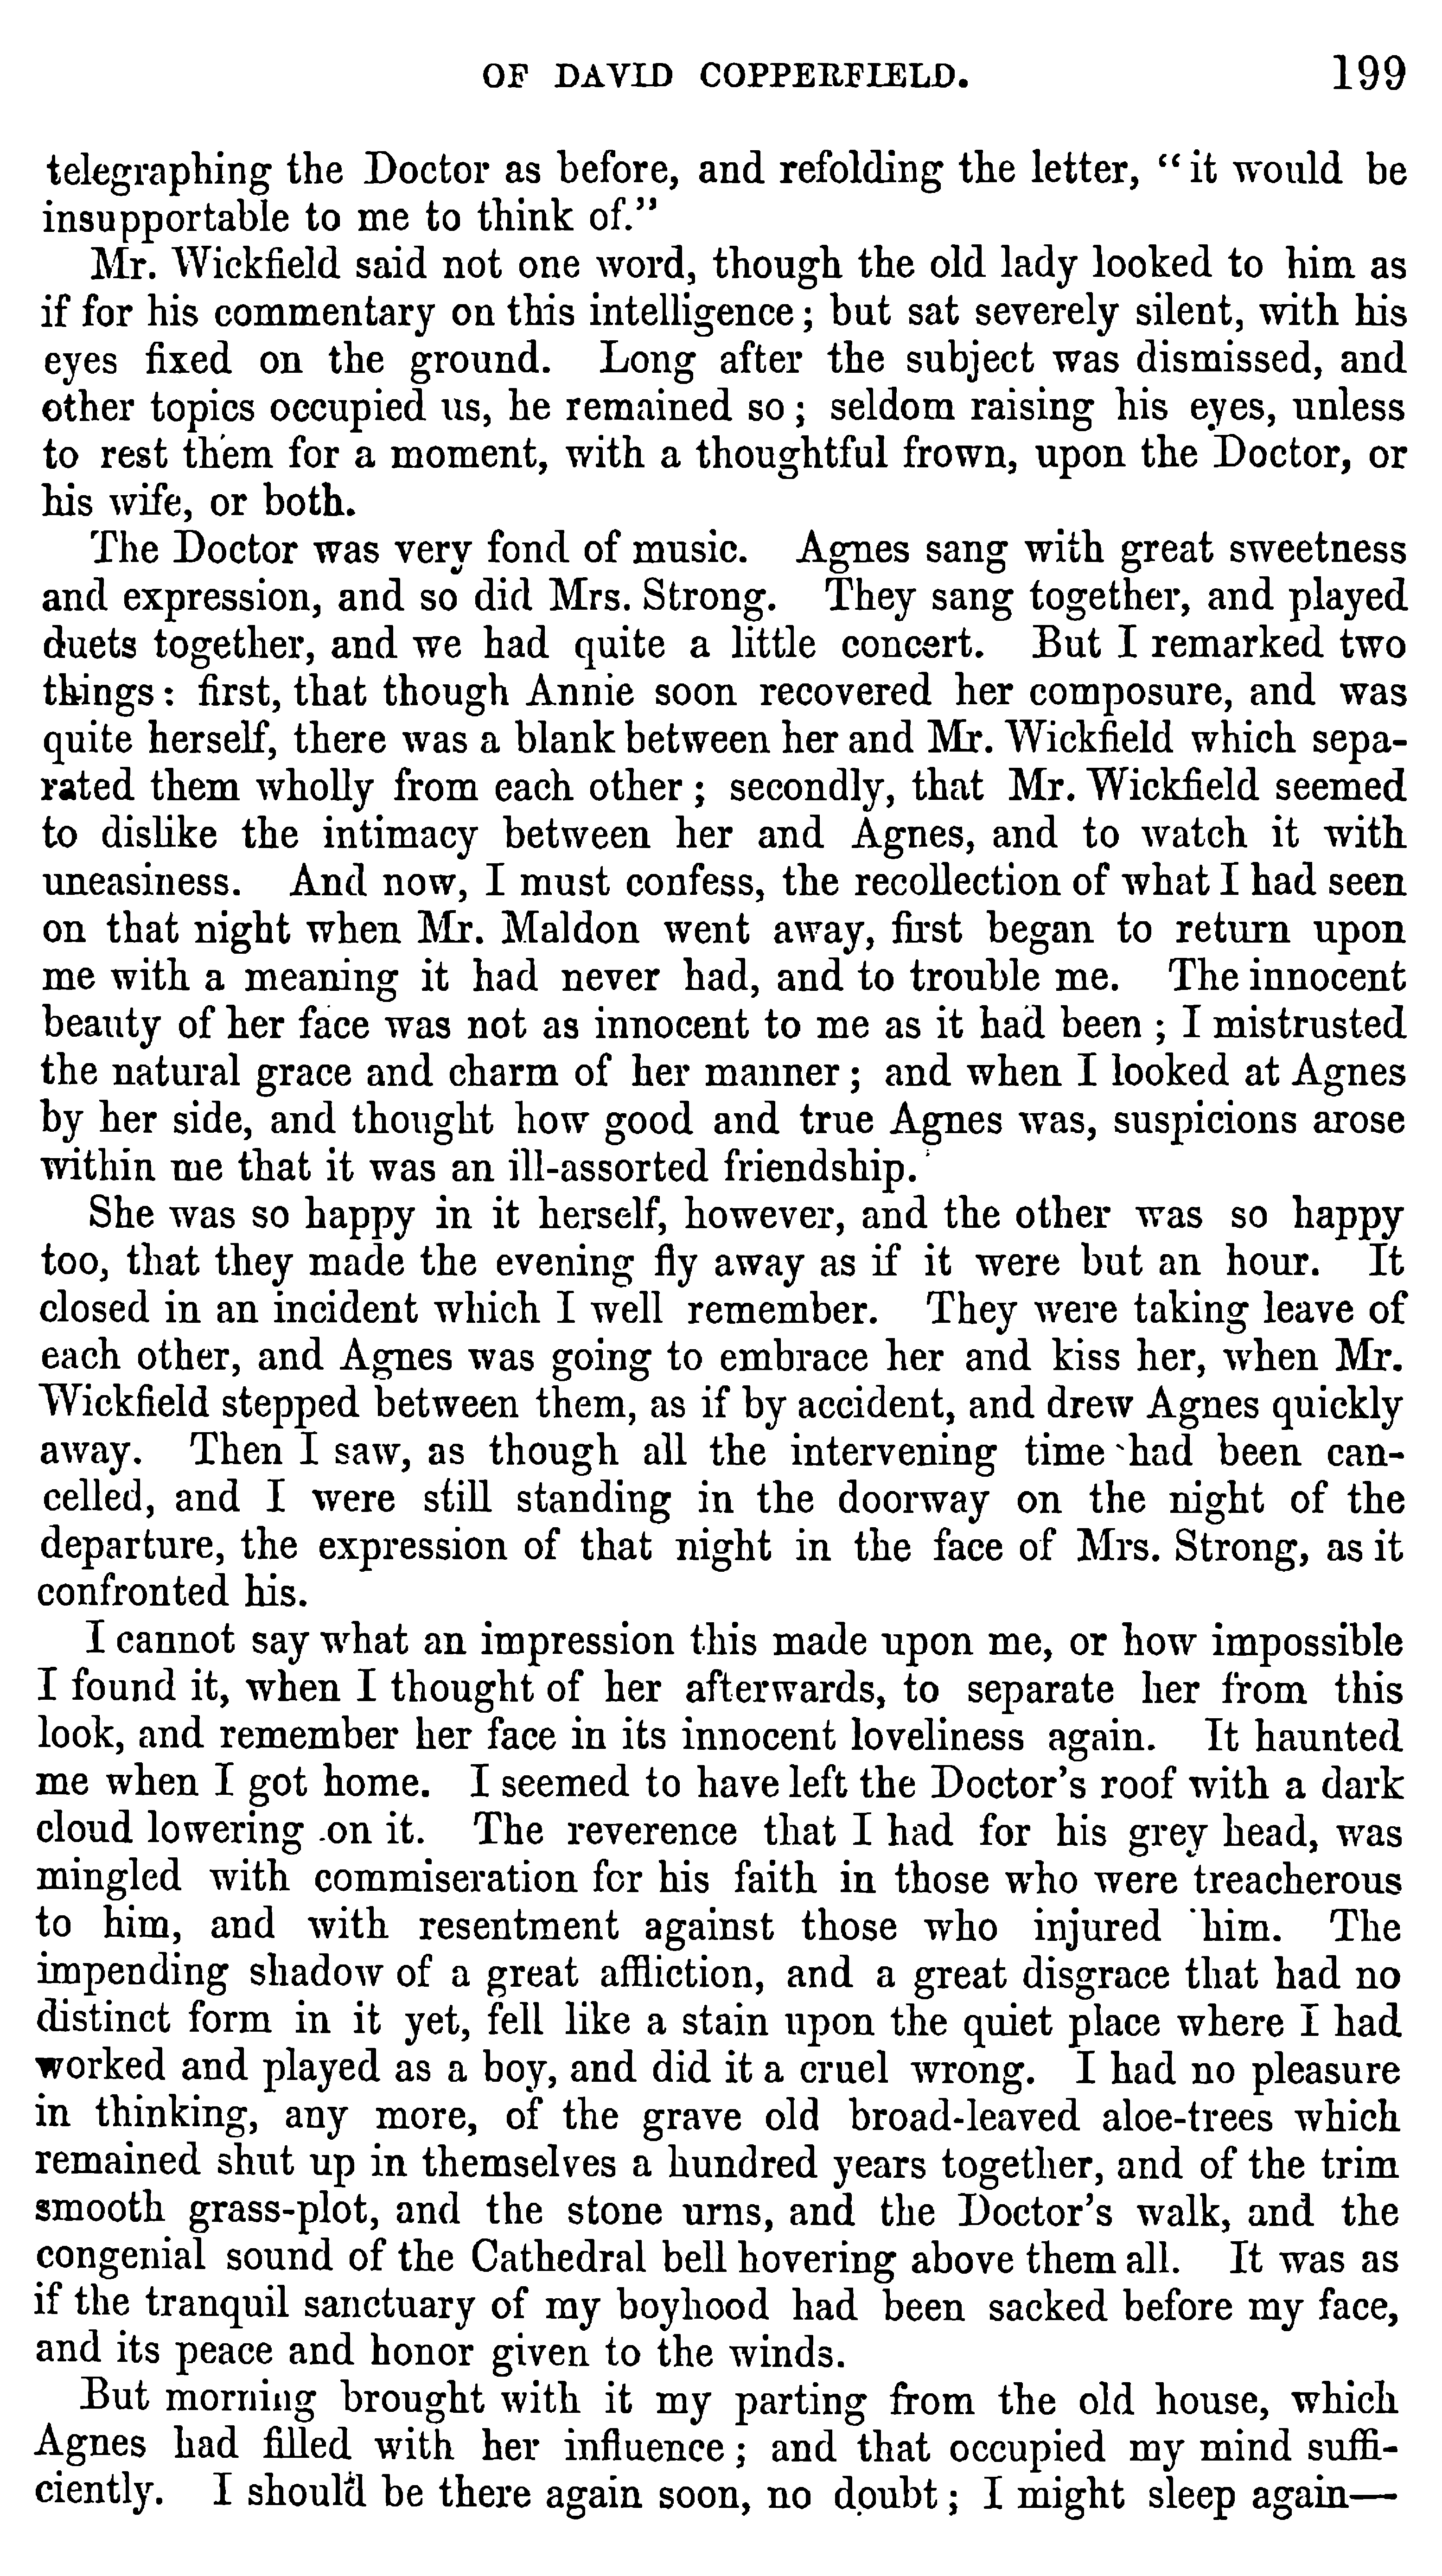 OF DAVID COPPERFIELD. 199
telegraphing the Doctor as before, and refolding the letter, “it would be
insupportable to me to think of.”
Mr. Wickfield said not one word, though the old lady looked to him as
if for his commentary on this intelligence; but sat severely silent, with his
eyes fixed on the ground. Long after the subject was dismissed, and
other topics occupied us, he remained so; seldom raising his eyes, unless
to rest them for a moment, with a thoughtful frown, upon the Doctor, or
his wife, or both.
The Doctor was very fond of music. Agnes sang with great sweetness
and expression, and so did Mrs. Strong. They sang together, and played
duets together, and we had quite a little concert. But I remarked two
things: first, that though Annie soon recovered her composure, and was
quite herself, there was a blank between her and Mr. Wickfield which sepa-
rated them wholly from each other; secondly, that Mr. Wickfield seemed
to dislike the intimacy between her and Agnes, and to watch it with
uneasiness. And now, I must confess, the recollection of what I had seen
on that night when Mr. Maldon went away, first began to return upon
me with a meaning it had never had, and to trouble me. The innocent
beauty of her face was not as innocent to me as it had been; I mistrusted
the natural grace and charm of her manner; and when I looked at Agnes
by her side, and thought how good and true Agnes was, suspicions arose
within me that it was an ill-assorted friendship.
She was so happy in it herself, however, and the other was so happy
too, that they made the evening fly away as if it were but an hour. It
closed in an incident which I well remember. They were taking leave of
each other, and Agnes was going to embrace her and kiss her, when Mr.
Wickfield stepped between them, as if by accident, and drew Agnes quickly
away. Then I saw, as though all the intervening time had been can-
celled, and I were still standing in the doorway on the night of the
departure, the expression of that night in the face of Mrs. Strong, as it
confronted his.
I cannot say what an impression this made upon me, or how impossible
I found it, when I thought of her afterwards, to separate her from this
look, and remember her face in its innocent loveliness again. It haunted
me when I got home. I seemed to have left the Doctor’s roof with a dark
cloud lowering on it. The reverence that I had for his grey head, was
mingled with commiseration for his faith in those who were treacherous
to him, and with resentment against those who injured him. The
impending shadow of a great affliction, and a great disgrace that had no
distinct form in it yet, fell like a stain upon the quiet place where I had
worked and played as a boy, and did it a cruel wrong. I had no pleasure
in thinking, any more, of the grave old broad-leaved aloe-trees which
remained shut up in themselves a hundred years together, and of the trim
smooth grass-plot, and the stone urns, and the Doctor’s walk, and the
congenial sound of the Cathedral bell hovering above them all. It was as
if the tranquil sanctuary of my boyhood had been sacked before my face,
and its peace and honor given to the winds.
But morning brought with it my parting from the old house, which
Agnes had filled with her influence; and that occupied my mind suffi-
ciently. I should be there again soon, no doubt; I might sleep again—